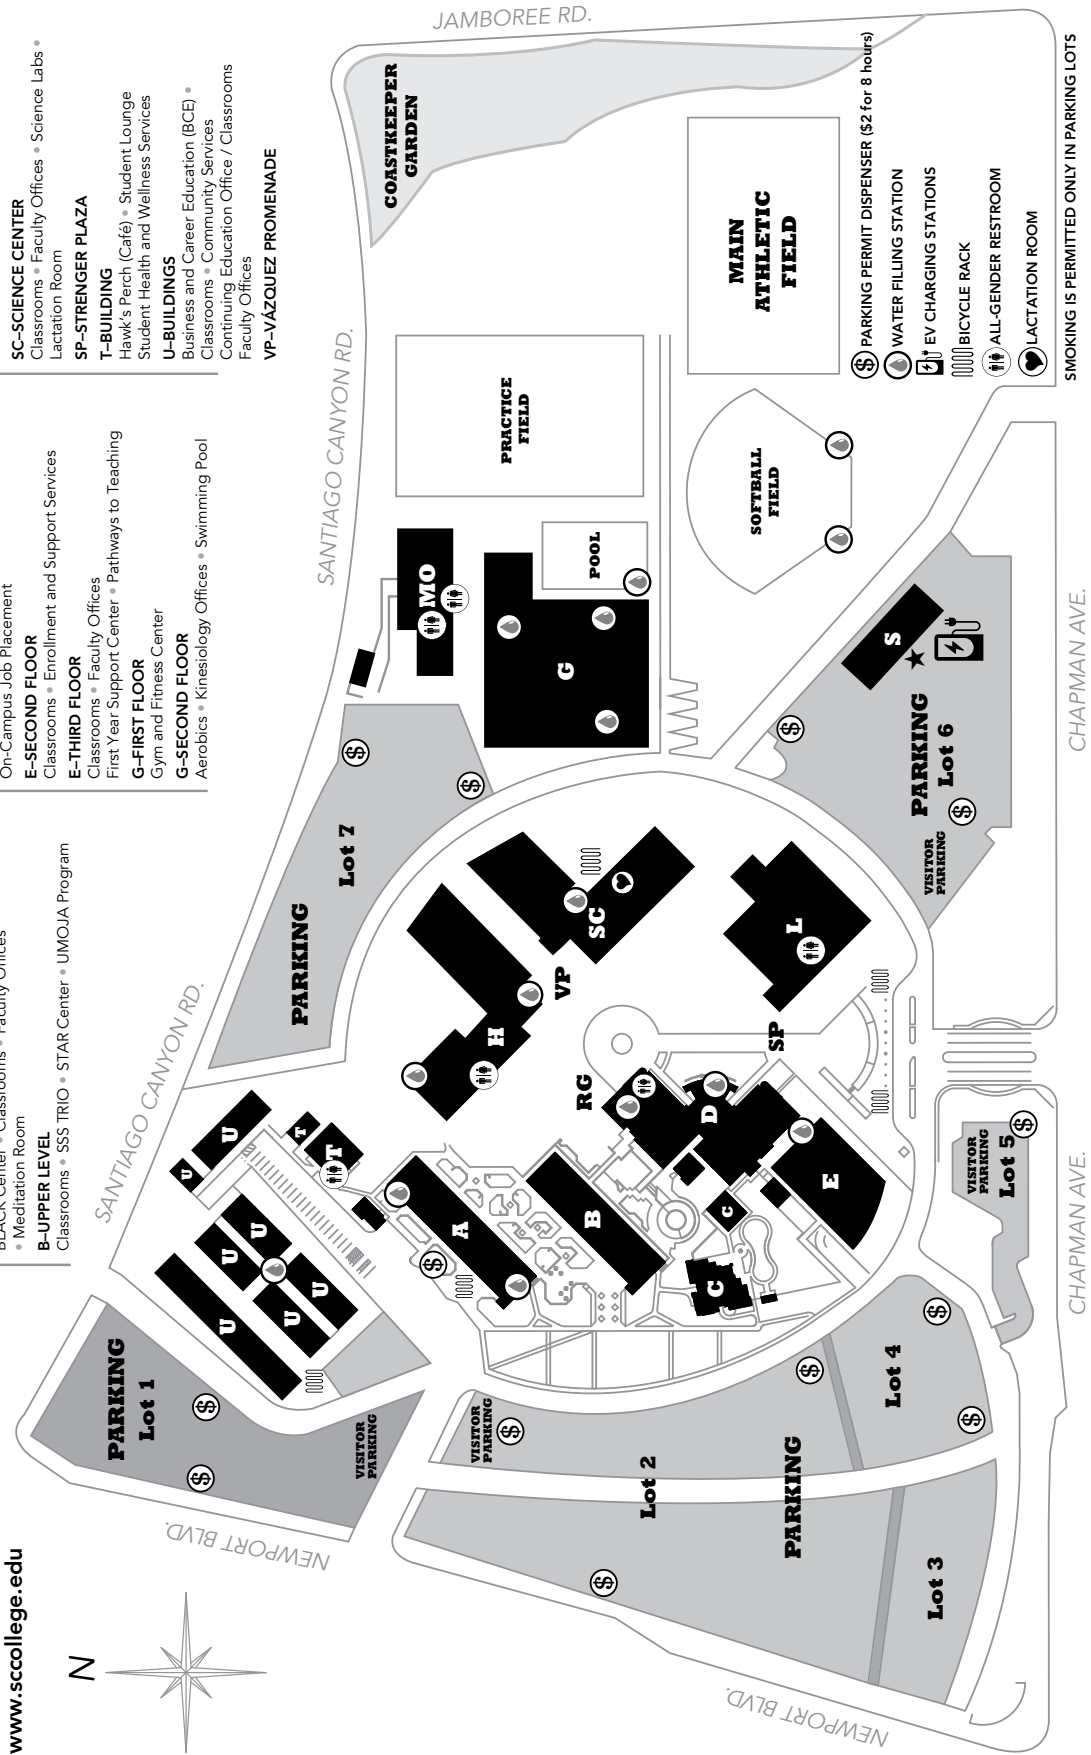 www.sccollege.edu
N
BLACK Center • Classrooms • Faculty Offices
• Meditation Room
B–UPPER LEVEL
Classrooms • SSS TRIO • STAR Center • UMOJA Program
On-Campus Job Placement
E–SECOND FLOOR
Classrooms • Enrollment and Support Services
E–THIRD FLOOR
Classrooms • Faculty Offices
First Year Support Center • Pathways to Teaching
G–FIRST FLOOR
Gym and Fitness Center
G–SECOND FLOOR
Aerobics • Kinesiology Offices • Swimming Pool
SC–SCIENCE CENTER
Classrooms • Faculty Offices • Science Labs •
Lactation Room
SP–STRENGER PLAZA
T–BUILDING
Hawk's Perch (Café) • Student Lounge
Student Health and Wellness Services
U–BUILDINGS
Business and Career Education (BCE) •
Classrooms • Community Services
Continuing Education Office / Classrooms
Faculty Offices
VP–VÁZQUEZ PROMENADE
NEWPORT BLVD.
SANTIAGO CANYON RD.
SANTIAGO CANYON RD.
JAMBOREE RD.
PARKING
Lot 1
$
$
VISITOR
PARKING
U
U
U
U
U
U
U
T
T
PARKING
Lot 7
$
$
MO
COASTKEEPER
GARDEN
PRACTICE
FIELD
G
POOL
MAIN
ATHLETIC
FIELD
SOFTBALL
FIELD
A
$
B
H
VP
SC
RG
D
C
C
E
SP
L
VISITOR
PARKING
$
Lot 2
PARKING
$
$
Lot 3
Lot 4
$
$
VISITOR
PARKING
Lot 5
$
S
PARKING
Lot 6
$
$
VISITOR
PARKING
$ PARKING PERMIT DISPENSER ($2 for 8 hours)
WATER FILLING STATION
EV CHARGING STATIONS
BICYCLE RACK
ALL-GENDER RESTROOM
LACTATION ROOM
SMOKING IS PERMITTED ONLY IN PARKING LOTS
NEWPORT BLVD.
CHAPMAN AVE.
CHAPMAN AVE.